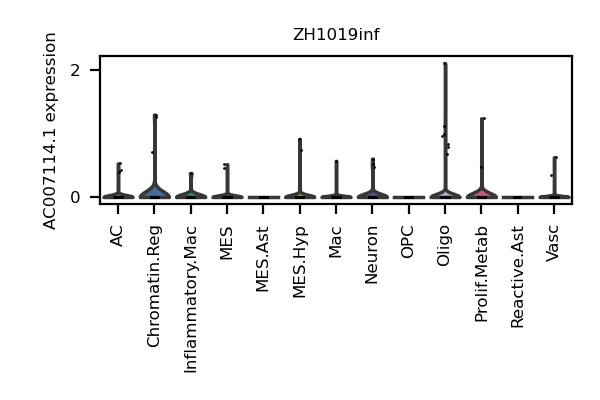 ZH1019inf
AC007114.1 expression
2
0
AC
Chromatin.Reg
Inflammatory.Mac
MES
MES.Ast
MES.Hyp
Mac
Neuron
OPC
Oligo
Prolif.Metab
Reactive.Ast
Vasc